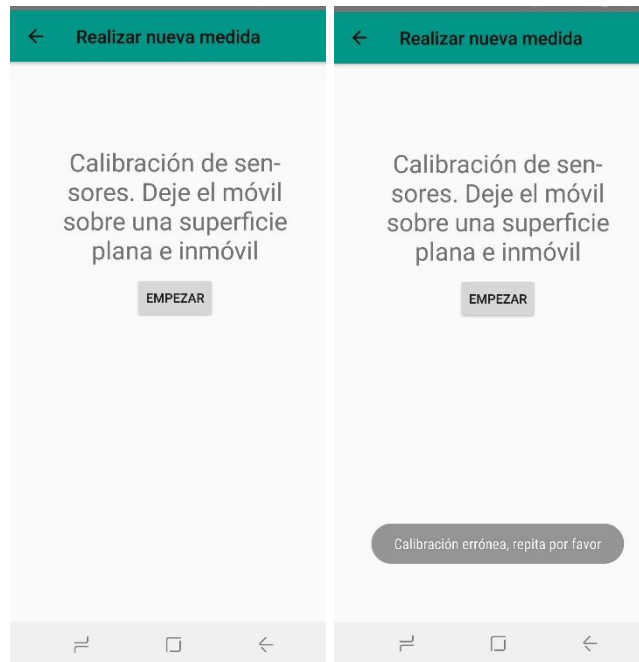 Realizar nueva medida
Calibración de sen-
sores. Deje el móvil
sobre una superficie
plana e inmóvil
EMPEZAR
Realizar nueva medida
Calibración de sen-
sores. Deje el móvil
sobre una superficie
plana e inmóvil
EMPEZAR
Calibración errónea, repita por favor